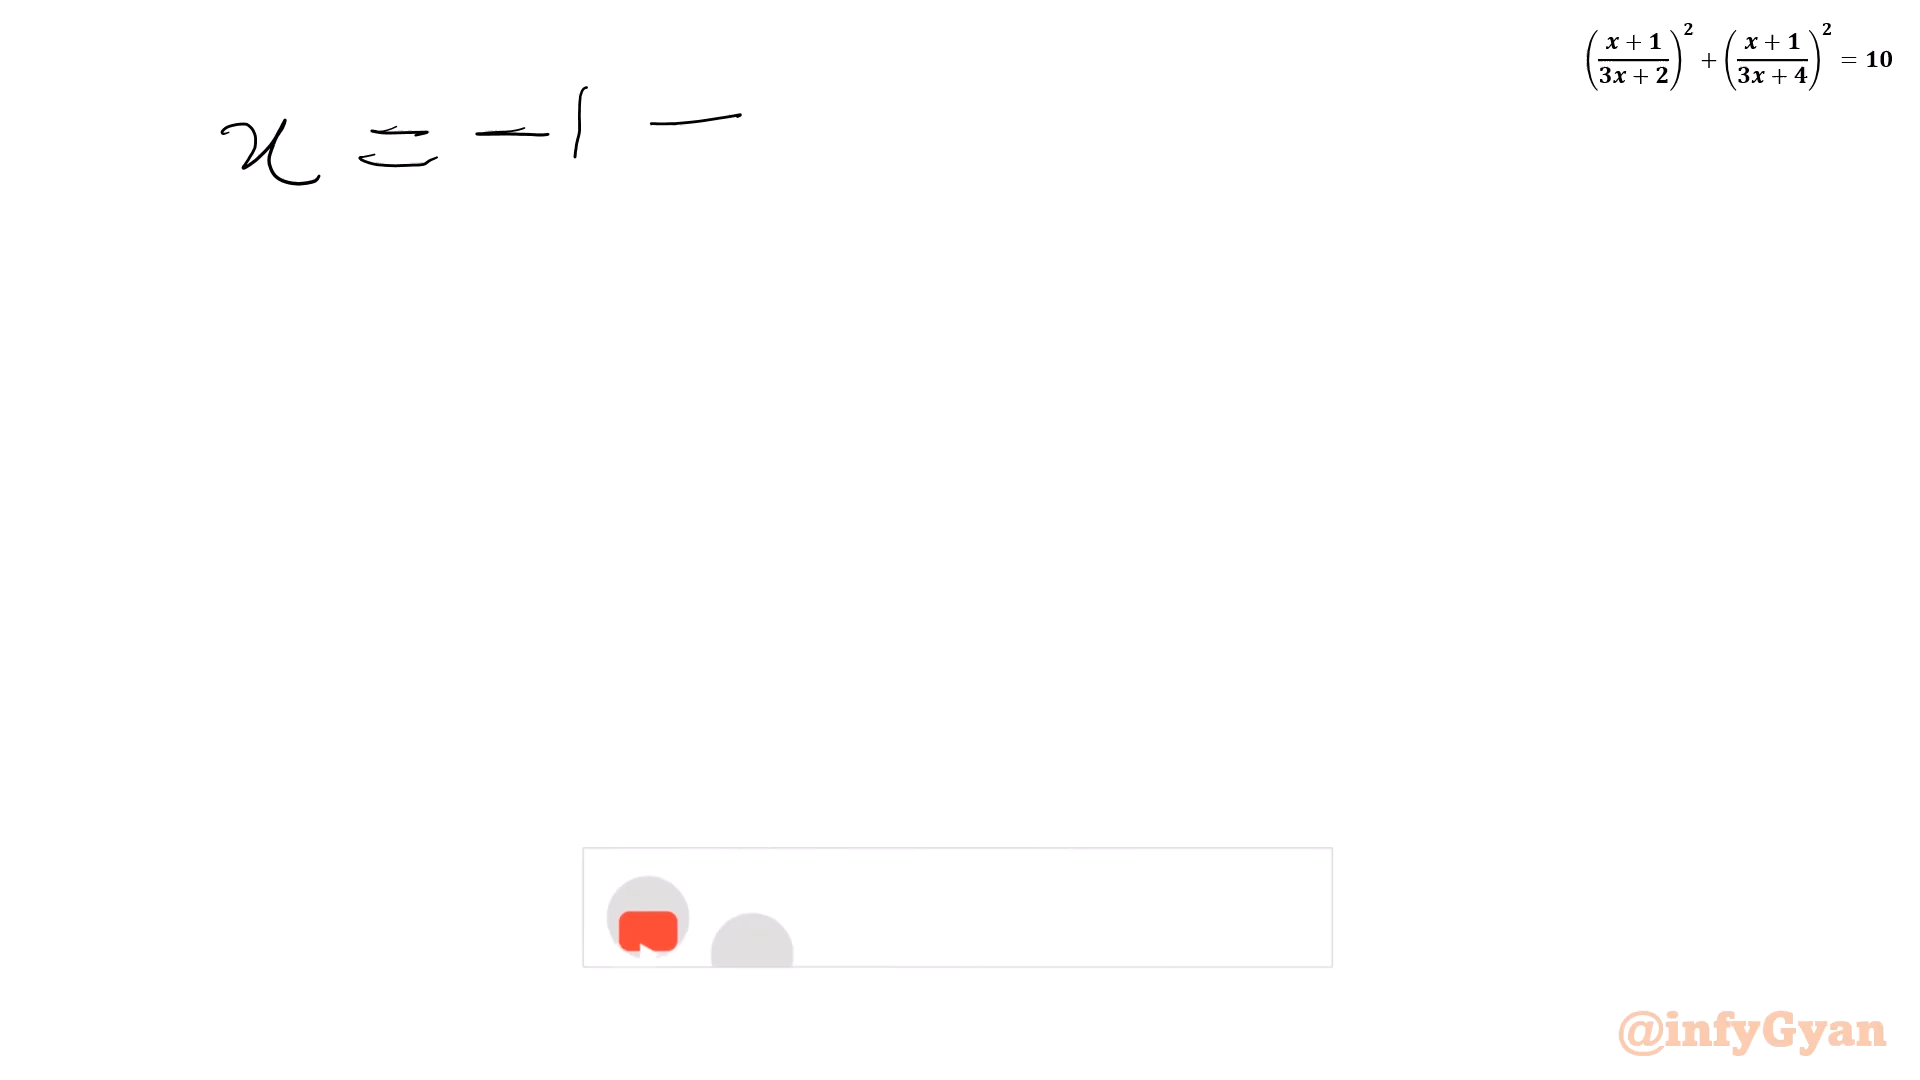 (x + 1 / 3x + 2)² + (x + 1 / 3x + 4)² = 10
x = -1 -
@infyGyan